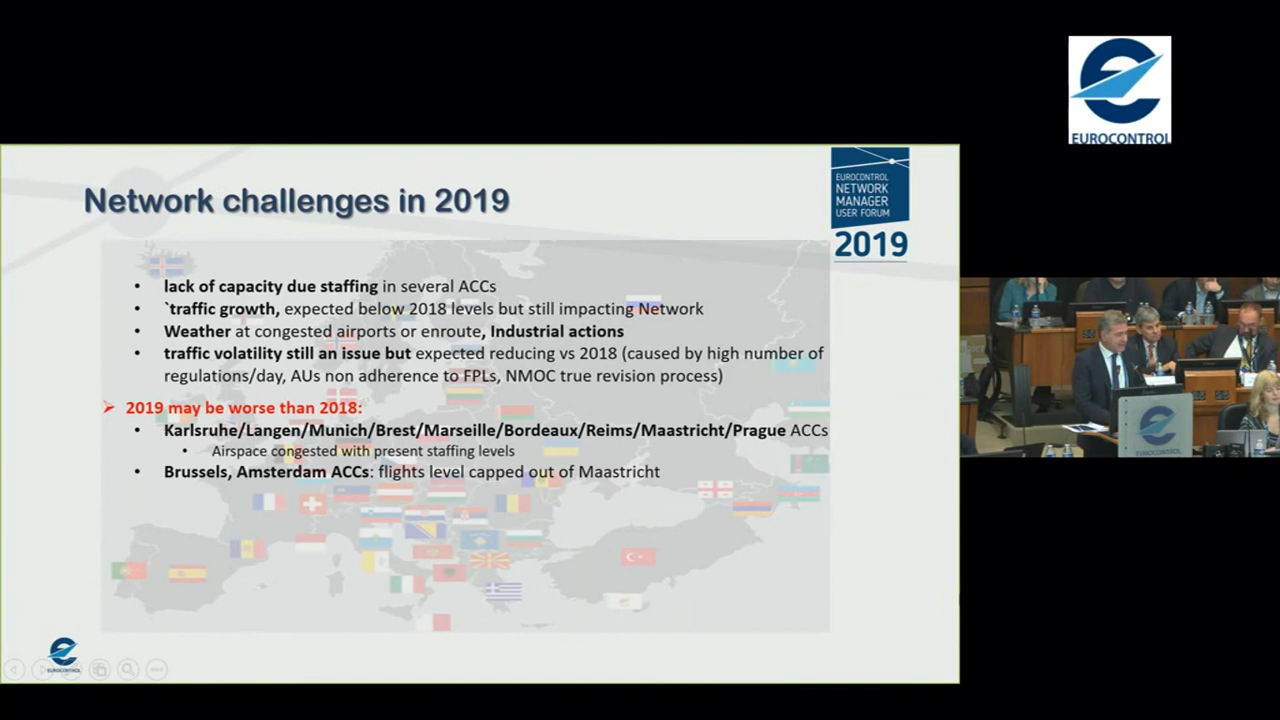 EUROCONTROL
Network challenges in 2019
EUROCONTROL
NETWORK
MANAGER
USER FORUM
2019
• lack of capacity due staffing in several ACCs
• `traffic growth, expected below 2018 levels but still impacting Network
• Weather at congested airports or enroute, Industrial actions
• traffic volatility still an issue but expected reducing vs 2018 (caused by high number of
regulations/day, AUs non adherence to FPLs, NMOC true revision process)
➢ 2019 may be worse than 2018:
• Karlsruhe/Langen/Munich/Brest/Marseille/Bordeaux/Reims/Maastricht/Prague ACCs
• Airspace congested with present staffing levels
• Brussels, Amsterdam ACCs: flights level capped out of Maastricht
EUROCONTROL
EUROCONTROL